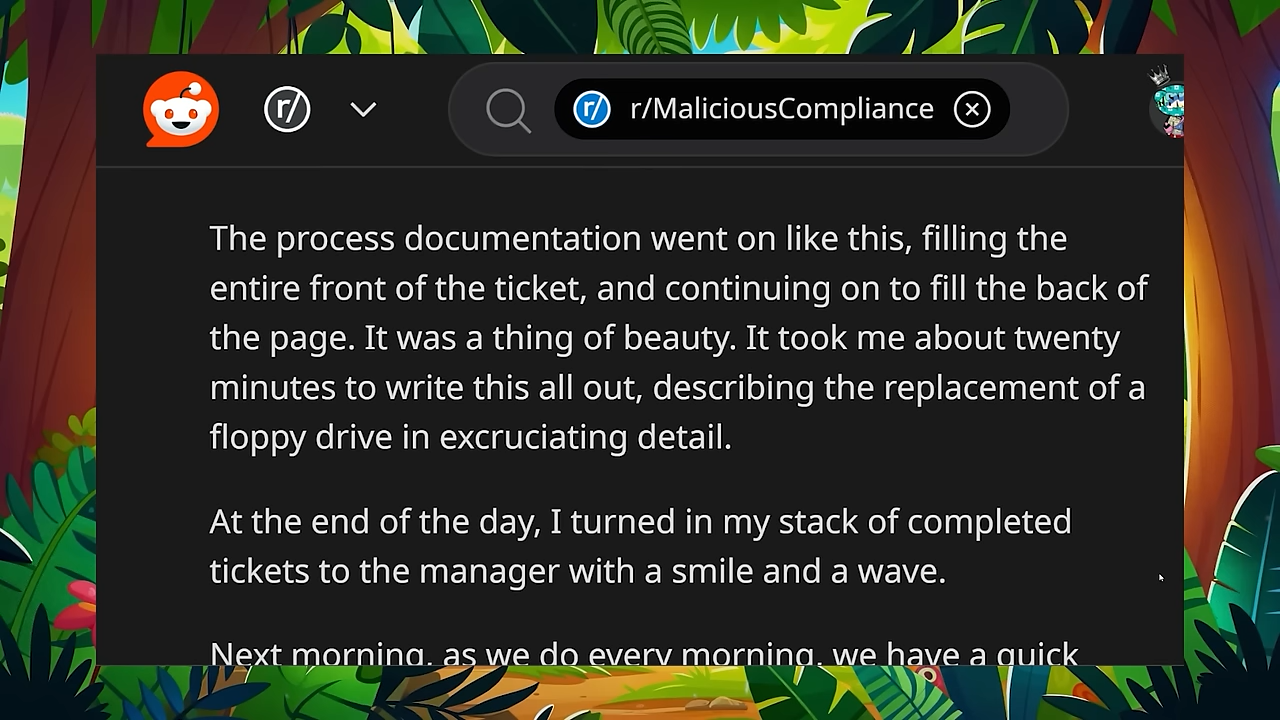 r/
r/ r/MaliciousCompliance
The process documentation went on like this, filling the
entire front of the ticket, and continuing on to fill the back of
the page. It was a thing of beauty. It took me about twenty
minutes to write this all out, describing the replacement of a
floppy drive in excruciating detail.
At the end of the day, I turned in my stack of completed
tickets to the manager with a smile and a wave.
Next morning, as we do every morning, we have a quick